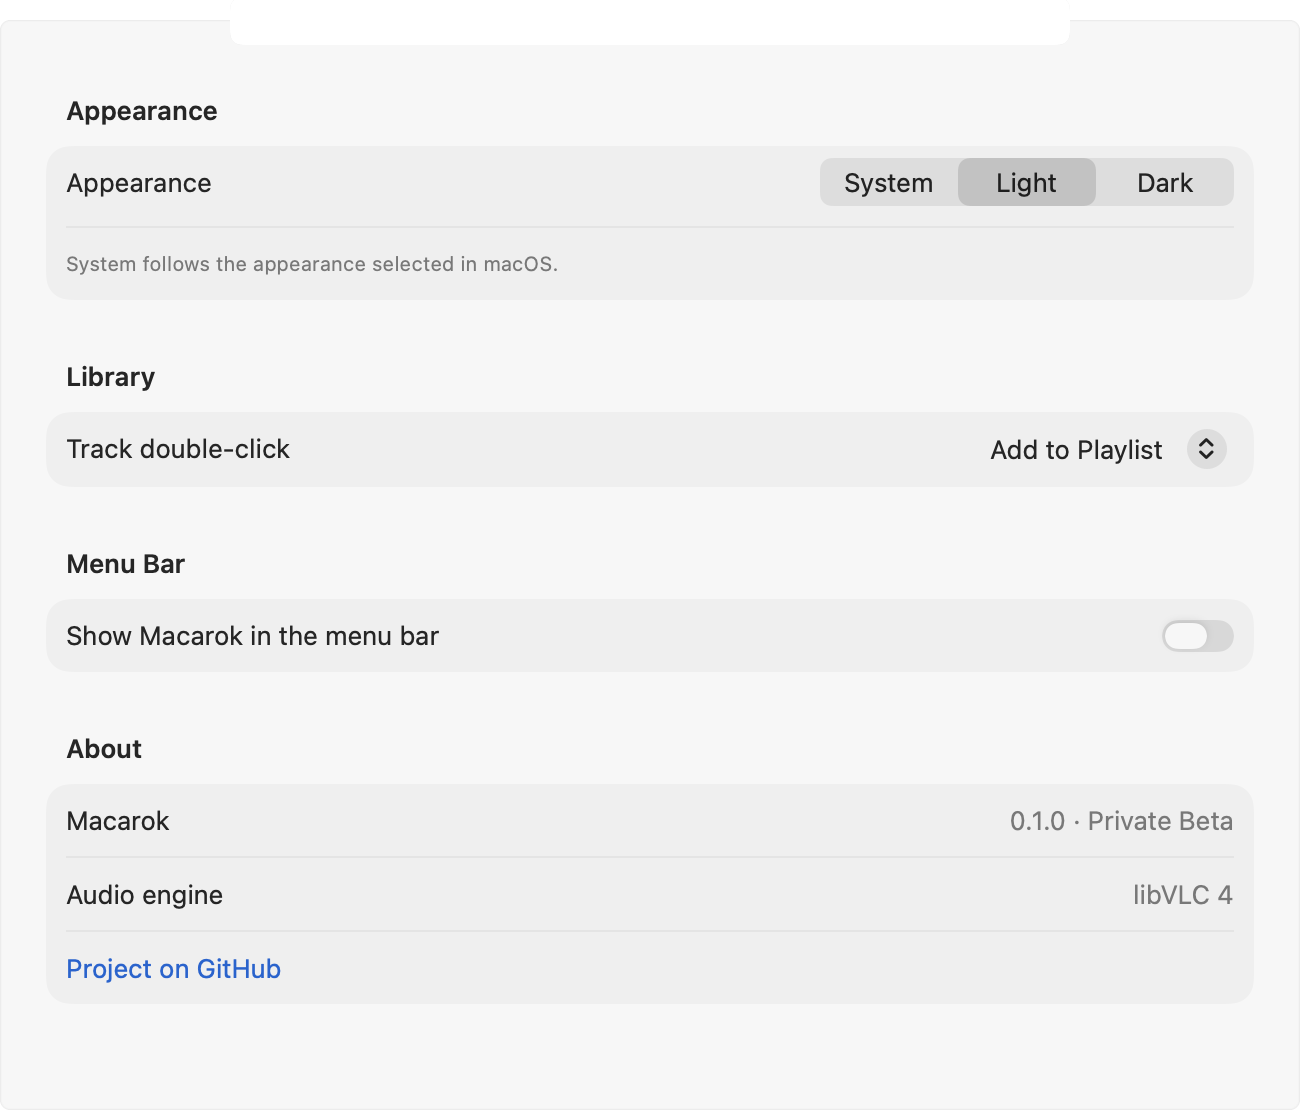 Appearance
Appearance
System
Light
Dark
System follows the appearance selected in macOS.
Library
Track double-click
Add to Playlist
Menu Bar
Show Macarok in the menu bar
About
Macarok
0.1.0 · Private Beta
Audio engine
libVLC 4
Project on GitHub